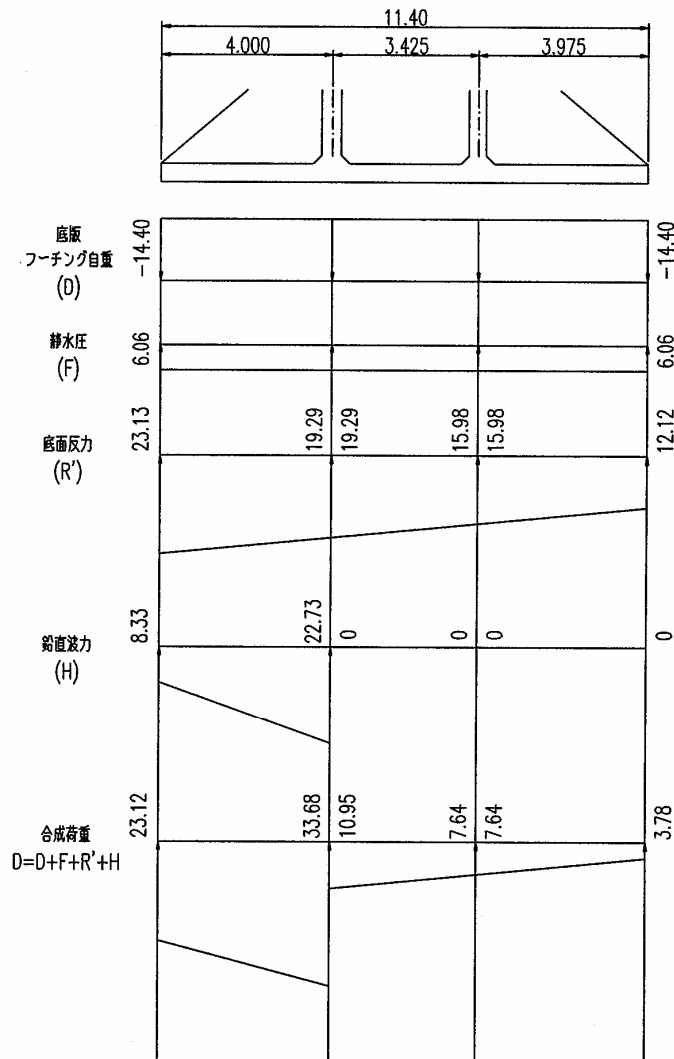 11.40
4.000 3.425 3.975
底版
フーチング自重
(D)
-14.40 -14.40
静水圧
(F)
6.06 6.06
底面反力
(R')
23.13 19.29 19.29 15.98 15.98 12.12
鉛直波力
(H)
8.33 22.73 0 0 0 0
合成荷重
D=D+F+R'+H
23.12 33.68 10.95 7.64 7.64 3.78